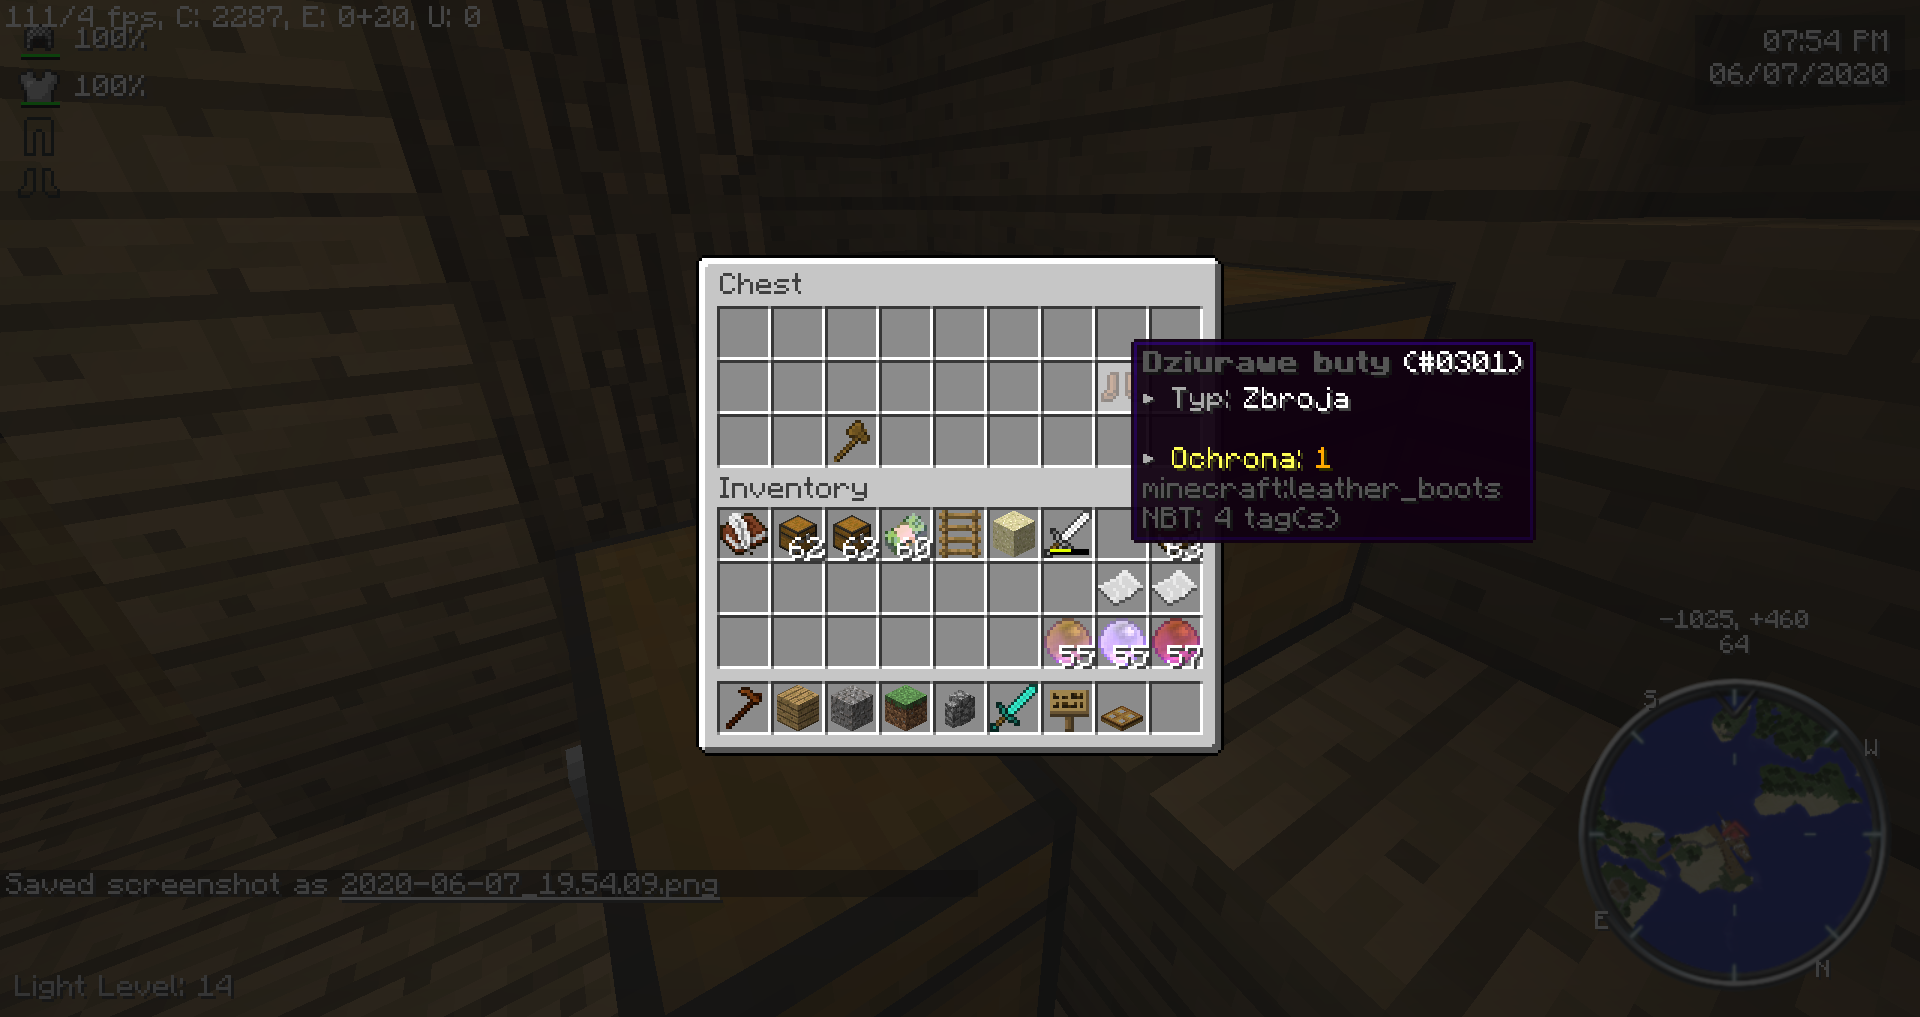 111/4 fps, C: 2287, E: 0+20, U: 0
100%
100%
07:54 PM
06/07/2020
Chest
Dziurawe buty (#0301)
▸ Typ: Zbroja
▸ Ochrona: 1
minecraft:leather_boots
NBT: 4 tag(s)
Inventory
62 62 60 63
55 55 57
-1025, +460
64
S
W
E
N
Saved screenshot as 2020-06-07_19.54.09.png
Light Level: 14